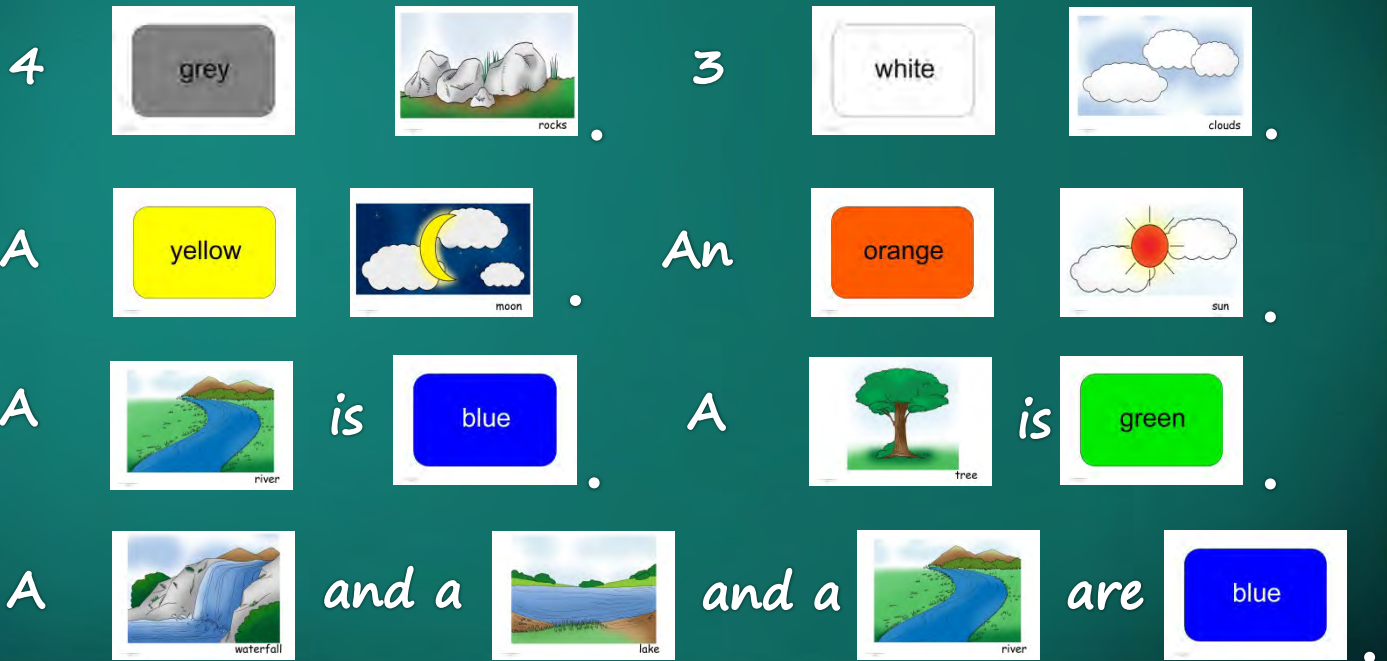 4 grey rocks. 3 white clouds.
A yellow moon. An orange sun.
A river is blue. A tree is green.
A waterfall and a lake and a river are blue.